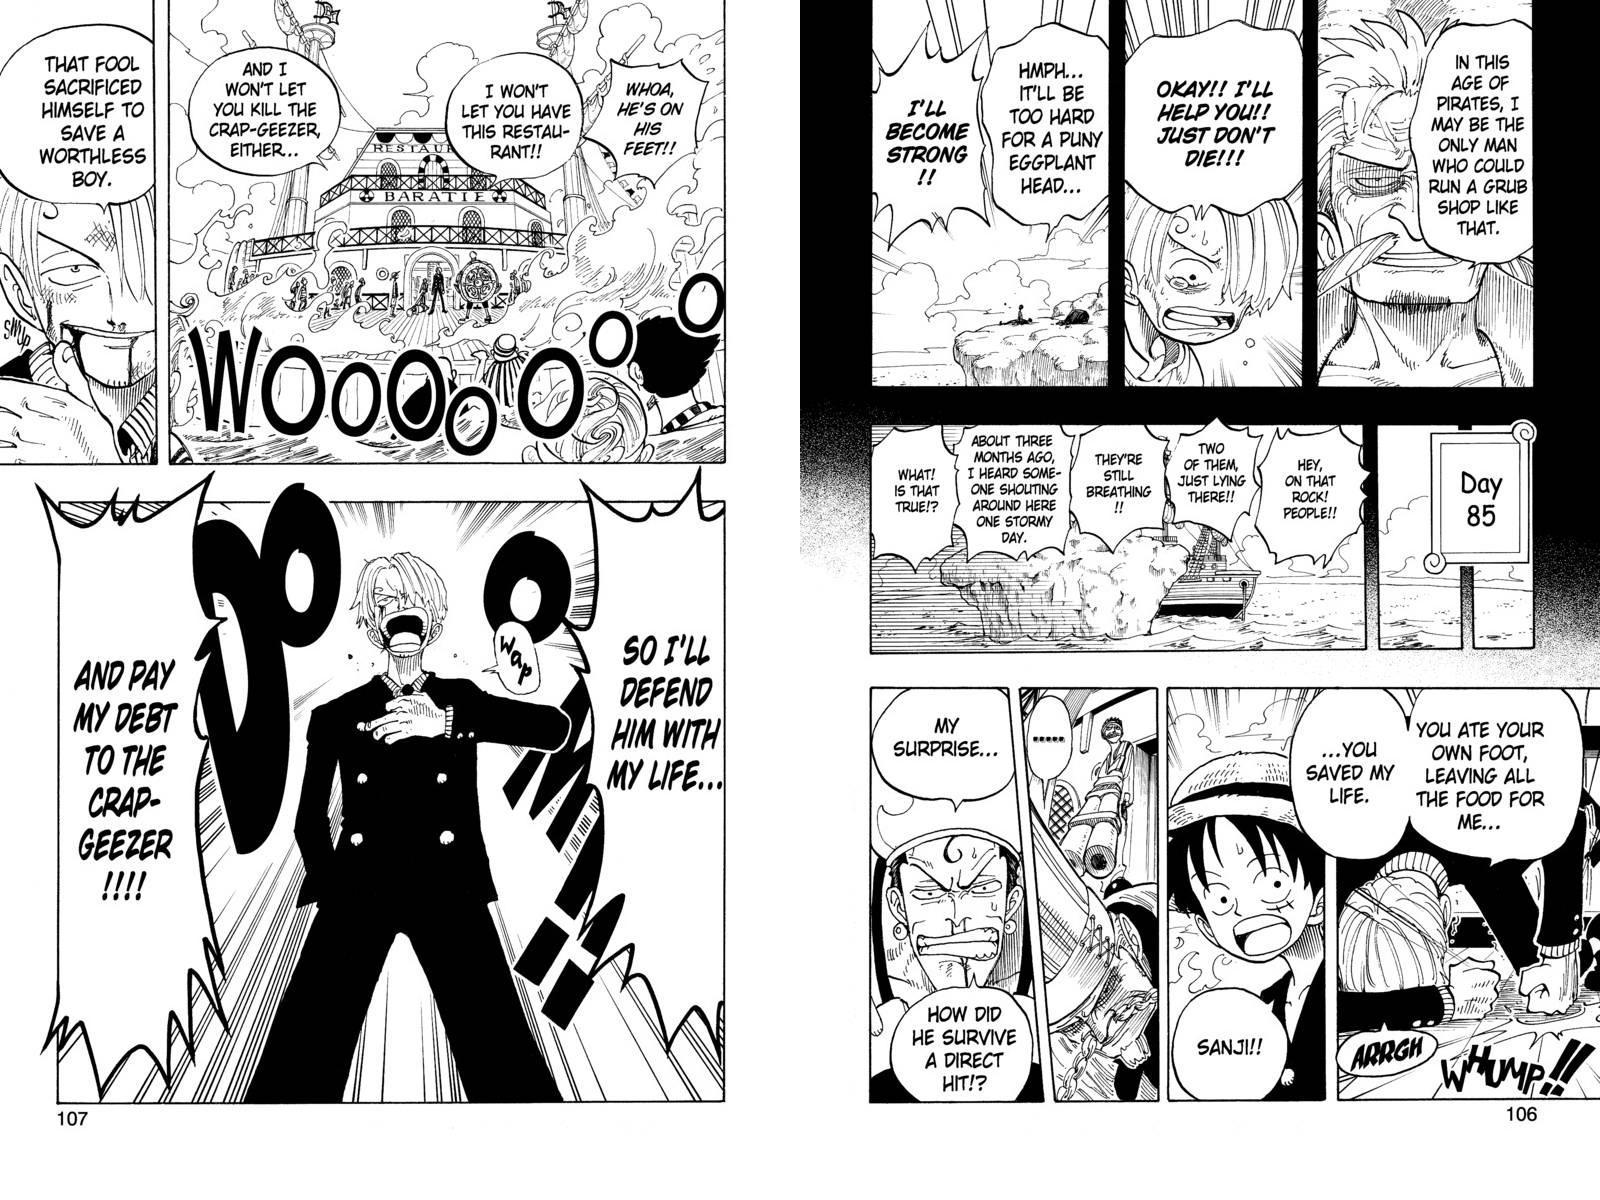 IN THIS
AGE OF
PIRATES, I
MAY BE THE
ONLY MAN
WHO COULD
RUN A GRUB
SHOP LIKE
THAT.
OKAY!! I'LL
HELP YOU!!
JUST DON'T
DIE!!!
HMPH...
IT'LL BE
TOO HARD
FOR A PUNY
EGGPLANT
HEAD...
I'LL
BECOME
STRONG
!!
Day
85
HEY,
ON THAT
ROCK!
PEOPLE!!
TWO
OF THEM,
JUST LYING
THERE!!
THEY'RE
STILL
BREATHING
!!
ABOUT THREE
MONTHS AGO,
I HEARD SOME-
ONE SHOUTING
AROUND HERE
ONE STORMY
DAY.
WHAT!
IS THAT
TRUE!?
YOU ATE YOUR
OWN FOOT,
LEAVING ALL
THE FOOD FOR
ME...
...YOU
SAVED MY
LIFE.
ARRGH
WHUMP!!
SANJI!!
......
MY
SURPRISE...
HOW DID
HE SURVIVE
A DIRECT
HIT!?
106
WHOA,
HE'S ON
HIS
FEET!!
I WON'T
LET YOU HAVE
THIS RESTAU-
RANT!!
AND I
WON'T LET
YOU KILL THE
CRAP-GEEZER,
EITHER...
RESTAU
BARATIE
WOOOOOOO
THAT FOOL
SACRIFICED
HIMSELF TO
SAVE A
WORTHLESS
BOY.
SO I'LL
DEFEND
HIM WITH
MY LIFE...
WAP
AND PAY
MY DEBT
TO THE
CRAP-
GEEZER
!!!!
107